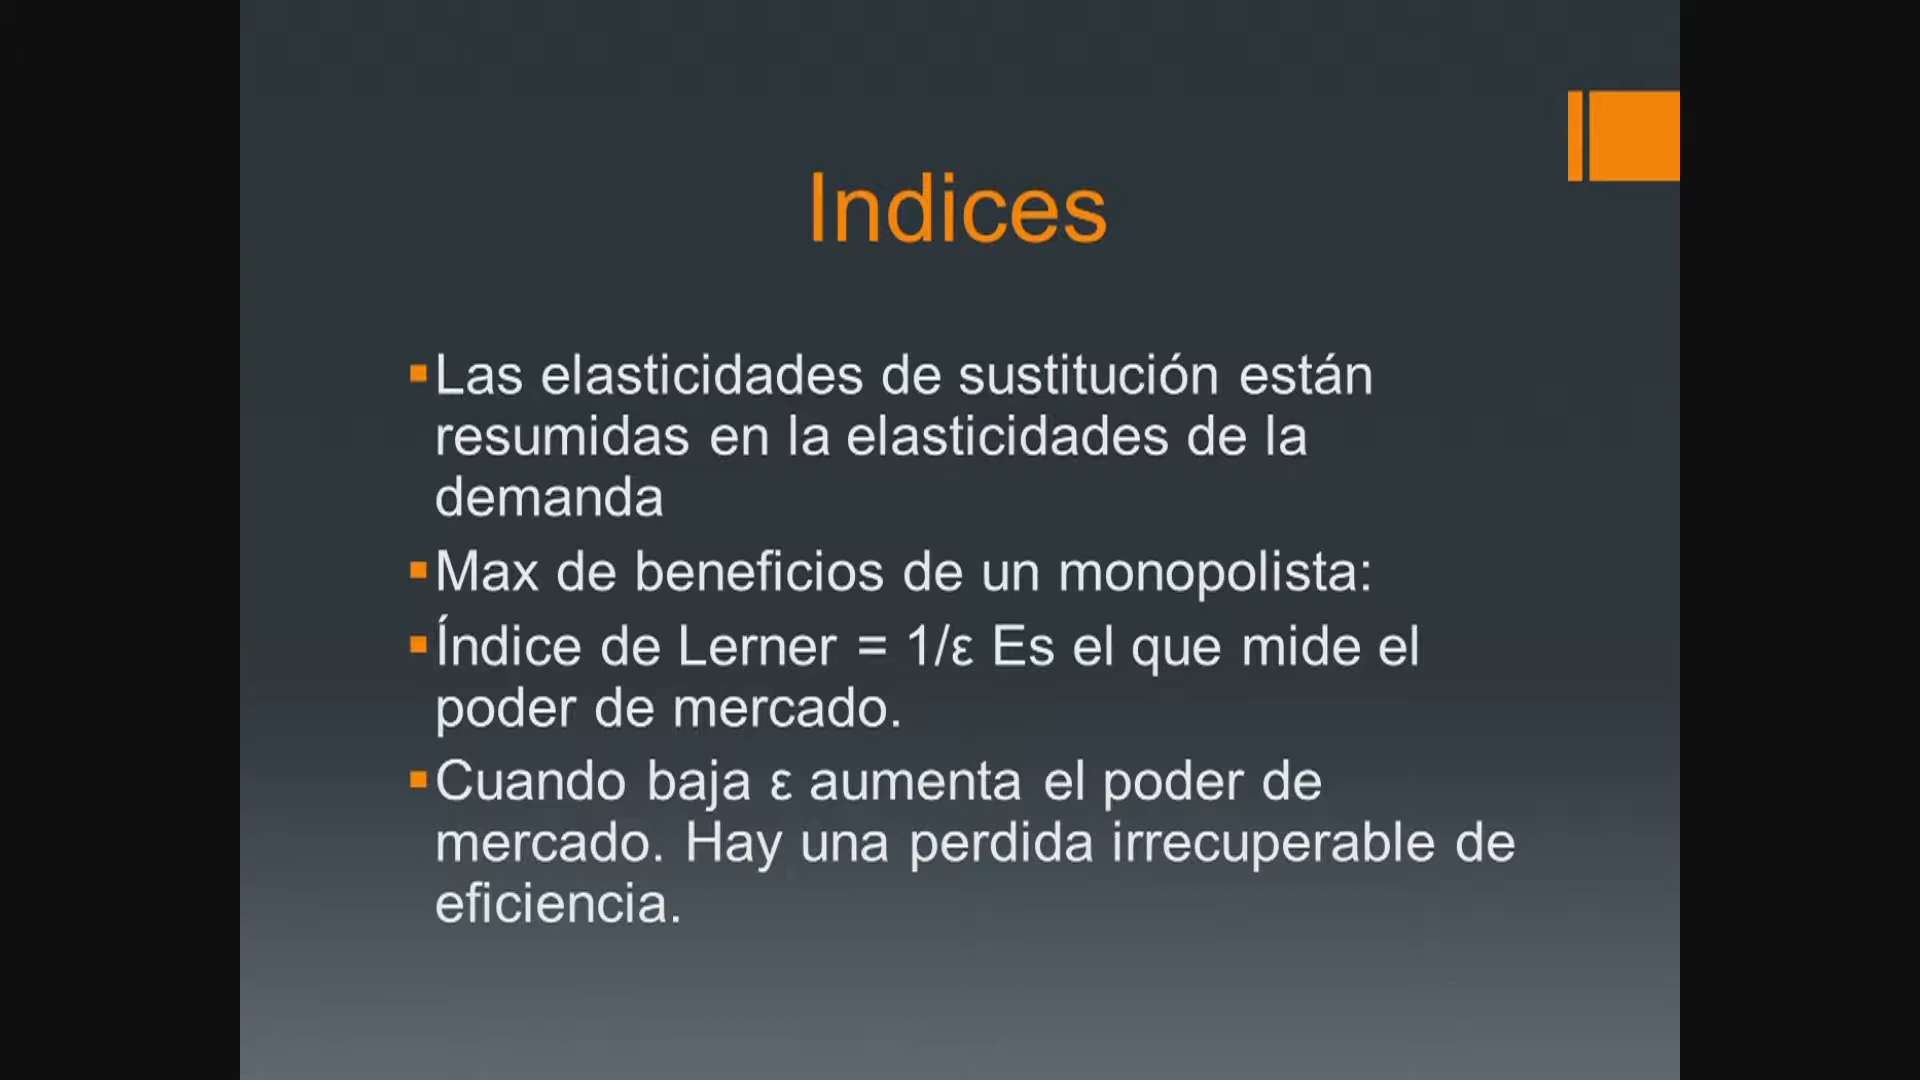 Indices
Las elasticidades de sustitución están
resumidas en la elasticidades de la
demanda
Max de beneficios de un monopolista:
Índice de Lerner = 1/ε Es el que mide el
poder de mercado.
Cuando baja ε aumenta el poder de
mercado. Hay una perdida irrecuperable de
eficiencia.